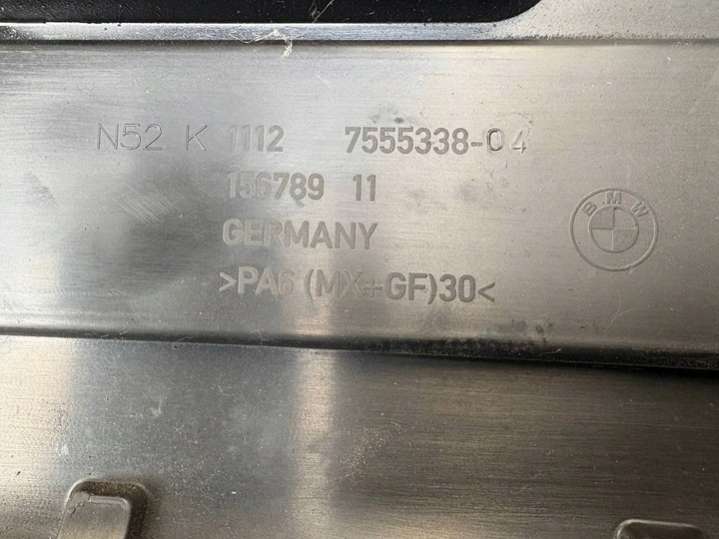 N52 K 1112 7555338-04
156789 11
GERMANY
>PA6 (MX+GF)30<
BMW